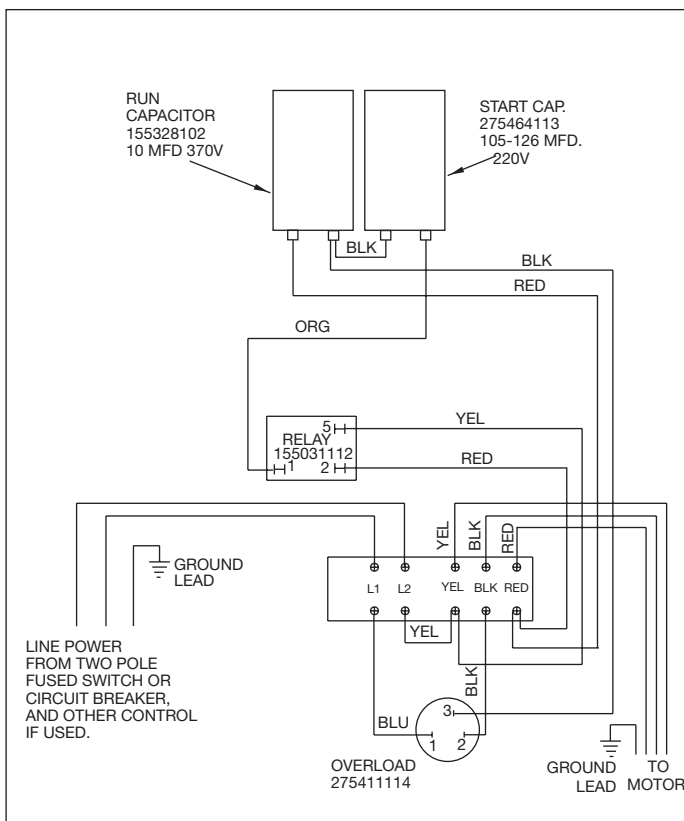 RUN
CAPACITOR
155328102
10 MFD 370V
START CAP.
275464113
105-126 MFD.
220V
BLK
BLK
RED
ORG
5
YEL
RELAY
155031112
1
2
RED
YEL
BLK
RED
GROUND
LEAD
L1
L2
YEL
BLK
RED
YEL
BLK
LINE POWER
FROM TWO POLE
FUSED SWITCH OR
CIRCUIT BREAKER,
AND OTHER CONTROL
IF USED.
BLU
3
1
2
OVERLOAD
275411114
GROUND
LEAD
TO
MOTOR